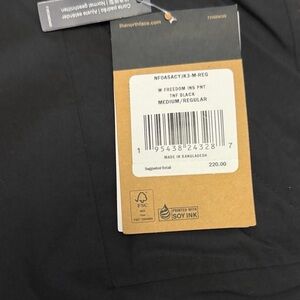 thenorthface.com
NF0A5ACYJK3-M-REG
W FREEDOM INS PNT
TNF BLACK
MEDIUM/REGULAR
1 95438 24328 7
MADE IN BANGLADESH
Suggested Retail 220.00
FSC
PRINTED WITH
SOY INK